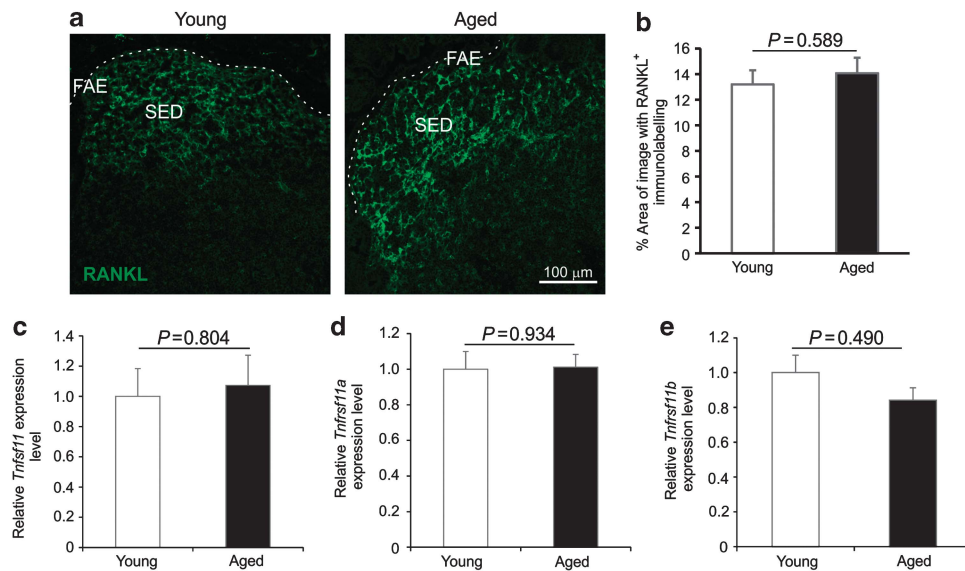 a
Young
Aged
FAE
SED
RANKL
FAE
SED
100 μm
b
% Area of image with RANKL+
immunolabelling
16
14
12
10
8
6
4
2
0
P=0.589
Young
Aged
c
Relative Tnfsf11 expression
level
1.4
1.2
1.0
0.8
0.6
0.4
0.2
0
P=0.804
Young
Aged
d
Relative Tnfrsf11a
expression level
1.2
1.0
0.8
0.6
0.4
0.2
0
P=0.934
Young
Aged
e
Relative Tnfrsf11b
expression level
1.2
1.0
0.8
0.6
0.4
0.2
0
P=0.490
Young
Aged